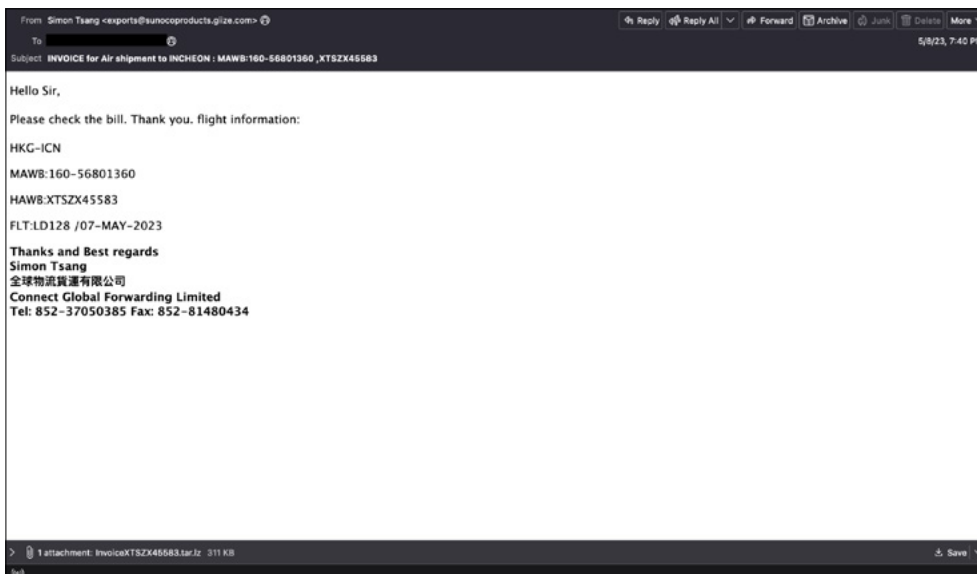 From Simon Tsang <exports@sunocoproducts.giize.com>
Reply Reply All Forward Archive Junk Delete More
To
5/8/23, 7:40 P
Subject INVOICE for Air shipment to INCHEON : MAWB:160-56801360 ,XTSZX45583
Hello Sir,
Please check the bill. Thank you. flight information:
HKG-ICN
MAWB:160-56801360
HAWB:XTSZX45583
FLT:LD128 /07-MAY-2023
Thanks and Best regards
Simon Tsang
全球物流貨運有限公司
Connect Global Forwarding Limited
Tel: 852-37050385 Fax: 852-81480434
1 attachment: InvoiceXTSZX45583.tar.lz 311 KB
Save